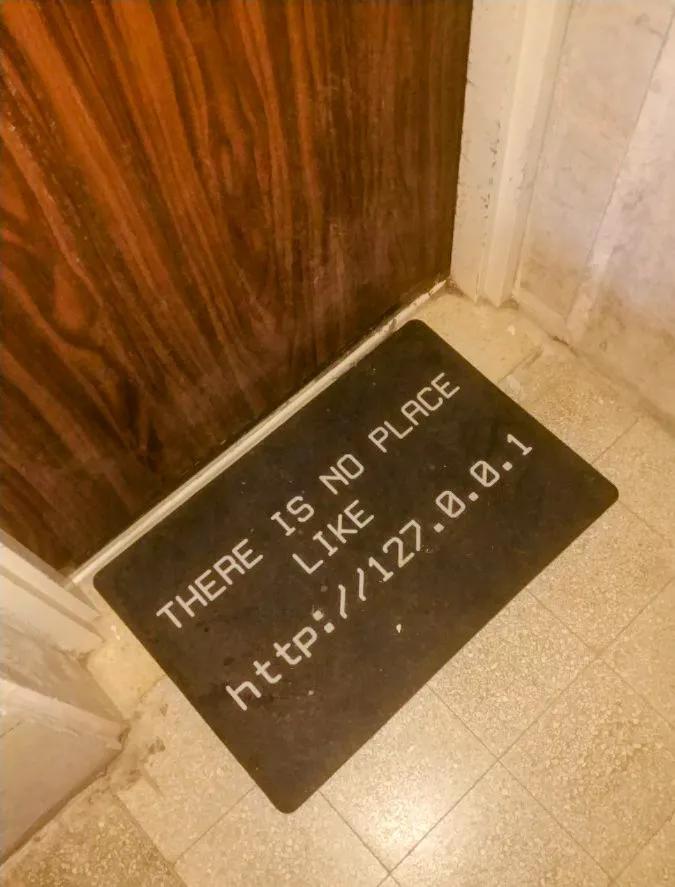 THERE IS NO PLACE
LIKE
http://127.0.0.1